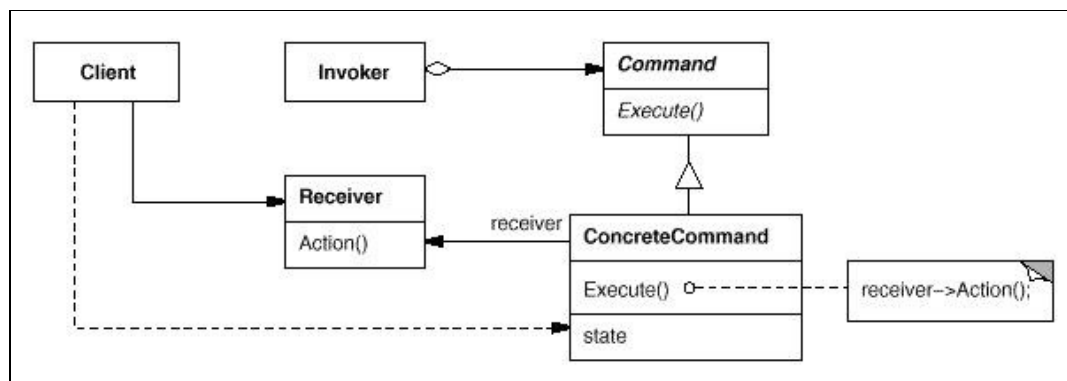 Client
Invoker
Command
Execute()
Receiver
Action()
receiver
ConcreteCommand
Execute()
receiver–>Action();
state